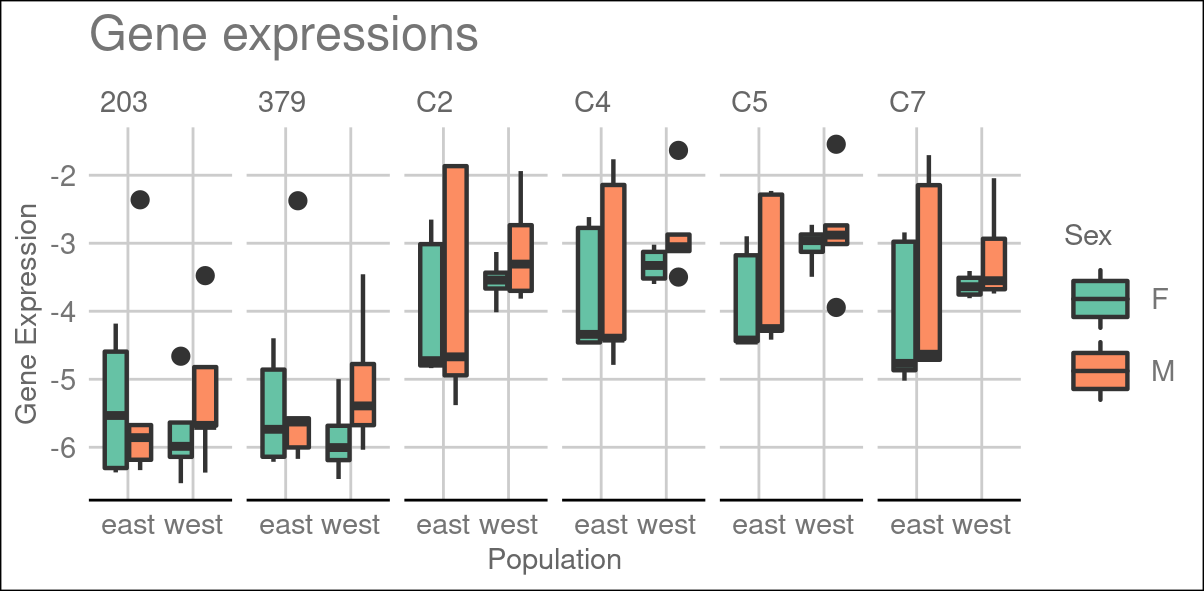 Gene expressions
203 379 C2 C4 C5 C7
-2
-3
-4
-5
-6
Gene Expression
east west east west east west east west east west east west
Population
Sex
F
M